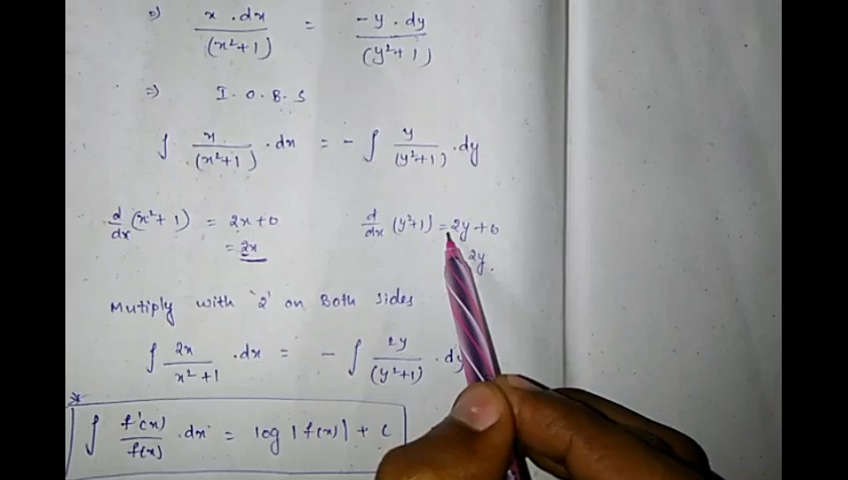 ⇒ x . dx / (x²+1) = -y . dy / (y²+1)
⇒ I . O . B . S
∫ x / (x²+1) . dx = - ∫ y / (y²+1) . dy
d/dx (x²+1) = 2x+0 d/dx (y²+1) = 2y+0
= 2x 2y.
Mutiply with '2' on Both sides
∫ 2x / x²+1 . dx = - ∫ 2y / (y²+1) . dy
* ∫ f'(x) / f(x) . dx = log |f(x)| + C